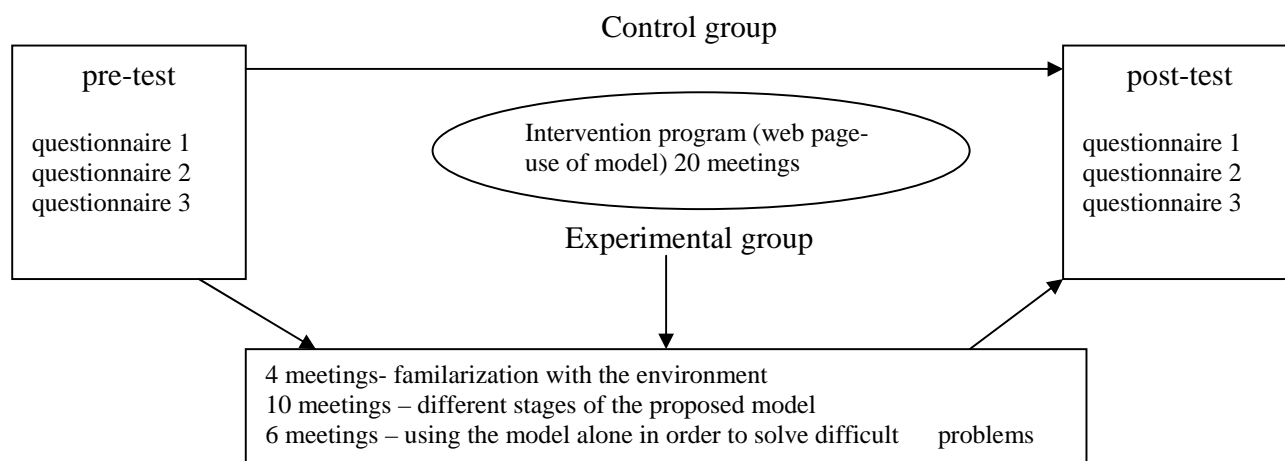 Control group
pre-test
questionnaire 1
questionnaire 2
questionnaire 3
Intervention program (web page-
use of model) 20 meetings
post-test
questionnaire 1
questionnaire 2
questionnaire 3
Experimental group
4 meetings- familarization with the environment
10 meetings – different stages of the proposed model
6 meetings – using the model alone in order to solve difficult problems